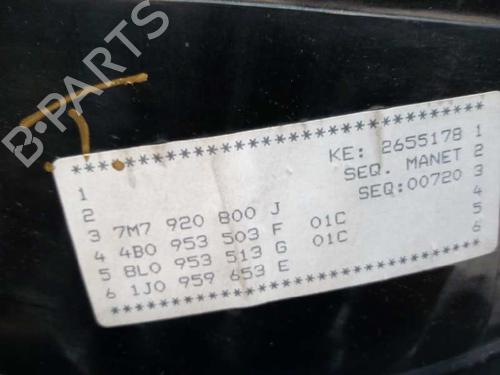 B-PARTS
************************************
1 KE: 2655178 1
2 SEQ. MANET 2
3 7M7 920 800 J SEQ:00720 3
4 4B0 953 503 F 01C 4
5 8L0 953 513 G 01C 5
6 1J0 959 653 E 6
************************************